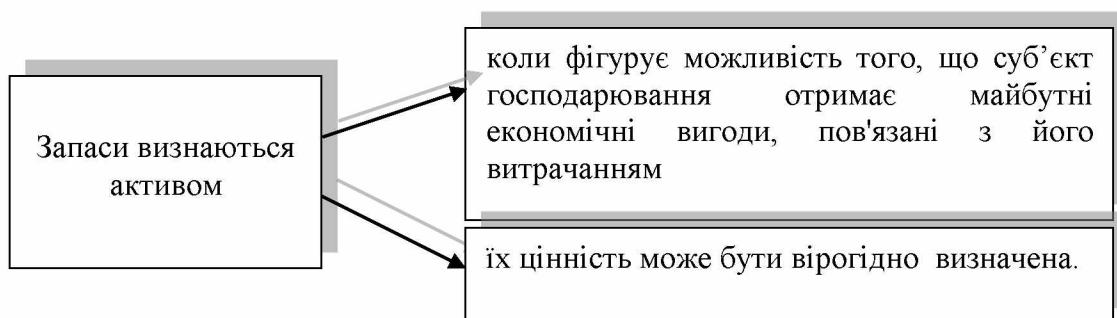 Запаси визнаються
активом
коли фігурує можливість того, що суб’єкт
господарювання отримає майбутні
економічні вигоди, пов'язані з його
витрачанням
їх цінність може бути вірогідно визначена.